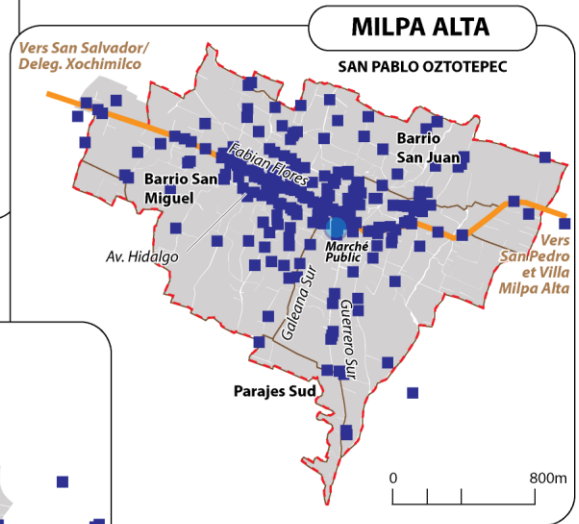 MILPA ALTA
SAN PABLO OZTOTEPEC
Vers San Salvador/
Deleg. Xochimilco
Barrio
San Juan
Fabian Flores
Barrio San
Miguel
Av. Hidalgo
Marché
Public
Vers
San Pedro
et Villa
Milpa Alta
Galeana Sur
Guerrero Sur
Parajes Sud
0
800m